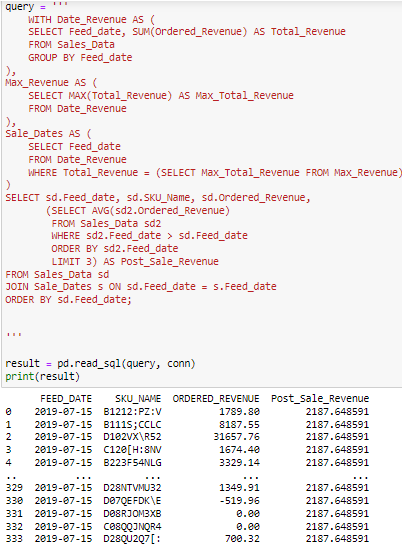 query = '''
WITH Date_Revenue AS (
SELECT Feed_date, SUM(Ordered_Revenue) AS Total_Revenue
FROM Sales_Data
GROUP BY Feed_date
),
Max_Revenue AS (
SELECT MAX(Total_Revenue) AS Max_Total_Revenue
FROM Date_Revenue
),
Sale_Dates AS (
SELECT Feed_date
FROM Date_Revenue
WHERE Total_Revenue = (SELECT Max_Total_Revenue FROM Max_Revenue)
)
SELECT sd.Feed_date, sd.SKU_Name, sd.Ordered_Revenue,
(SELECT AVG(sd2.Ordered_Revenue)
FROM Sales_Data sd2
WHERE sd2.Feed_date > sd.Feed_date
ORDER BY sd2.Feed_date
LIMIT 3) AS Post_Sale_Revenue
FROM Sales_Data sd
JOIN Sale_Dates s ON sd.Feed_date = s.Feed_date
ORDER BY sd.Feed_date;
'''
result = pd.read_sql(query, conn)
print(result)
FEED_DATE SKU_NAME ORDERED_REVENUE Post_Sale_Revenue
0 2019-07-15 B1212:PZ:V 1789.80 2187.648591
1 2019-07-15 B111S;CCLC 8187.55 2187.648591
2 2019-07-15 D102VX\R52 31657.76 2187.648591
3 2019-07-15 C120[H:8NV 1674.40 2187.648591
4 2019-07-15 B223F54NLG 3329.14 2187.648591
.. ... ... ... ...
329 2019-07-15 D28NTVMU32 1349.91 2187.648591
330 2019-07-15 D07QEFDK\E -519.96 2187.648591
331 2019-07-15 D08RJOM3XB 0.00 2187.648591
332 2019-07-15 C08QQJNQR4 0.00 2187.648591
333 2019-07-15 D28QU2Q7[: 700.32 2187.648591